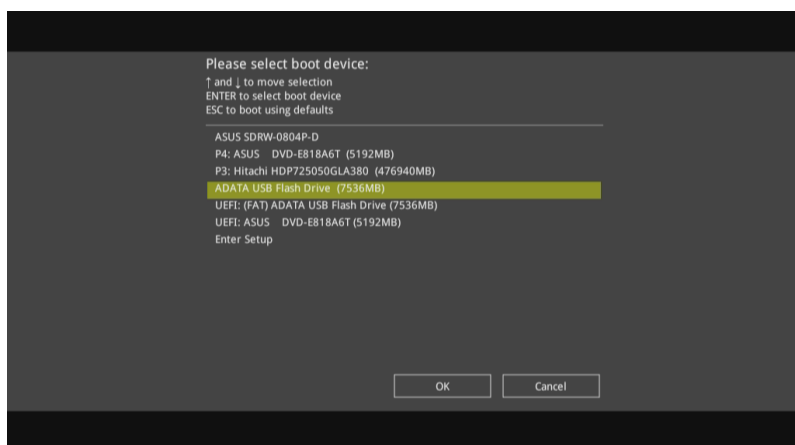 Please select boot device:
↑ and ↓ to move selection
ENTER to select boot device
ESC to boot using defaults
ASUS SDRW-0804P-D
P4: ASUS DVD-E818A6T (5192MB)
P3: Hitachi HDP725050GLA380 (476940MB)
ADATA USB Flash Drive (7536MB)
UEFI: (FAT) ADATA USB Flash Drive (7536MB)
UEFI: ASUS DVD-E818A6T (5192MB)
Enter Setup
OK Cancel